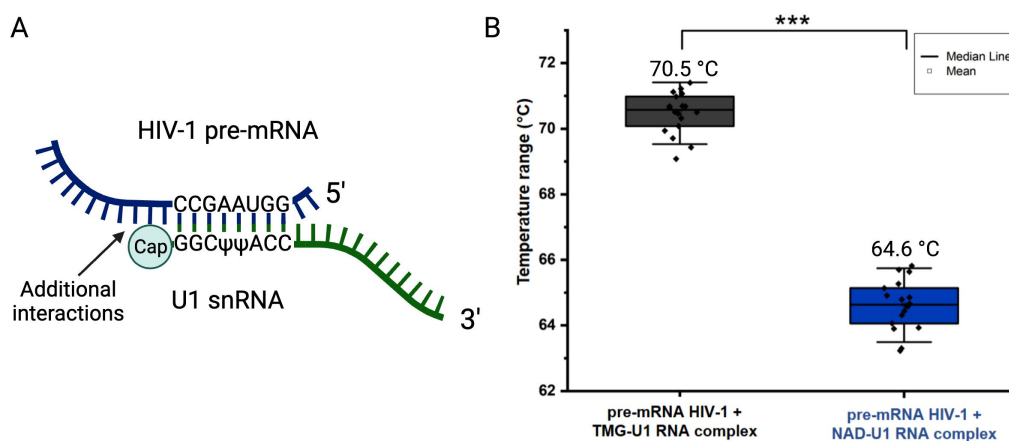 A
HIV-1 pre-mRNA
CCGAAUGG
5'
Cap
GGCψψACC
Additional
interactions
U1 snRNA
3'
B
***
Median Line
Mean
70.5 °C
64.6 °C
Temperature range (°C)
72
70
68
66
64
62
pre-mRNA HIV-1 +
TMG-U1 RNA complex
pre-mRNA HIV-1 +
NAD-U1 RNA complex